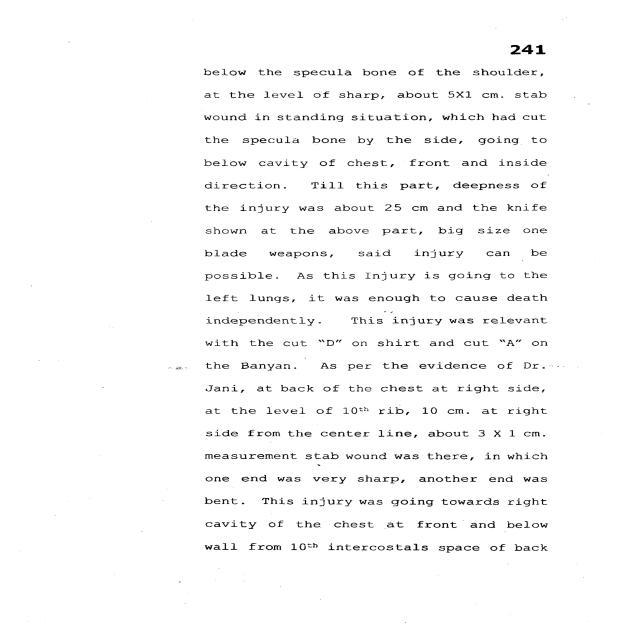 241
below the specula bone of the shoulder,
at the level of sharp, about 5X1 cm. stab
wound in standing situation, which had cut
the specula bone by the side, going to
below cavity of chest, front and inside
direction. Till this part, deepness of
the injury was about 25 cm and the knife
shown at the above part, big size one
blade weapons, said injury can be
possible. As this Injury is going to the
left lungs, it was enough to cause death
independently. This injury was relevant
with the cut "D" on shirt and cut "A" on
the Banyan. As per the evidence of Dr.
Jani, at back of the chest at right side,
at the level of 10th rib, 10 cm. at right
side from the center line, about 3 X 1 cm.
measurement stab wound was there, in which
one end was very sharp, another end was
bent. This injury was going towards right
cavity of the chest at front and below
wall from 10th intercostals space of back